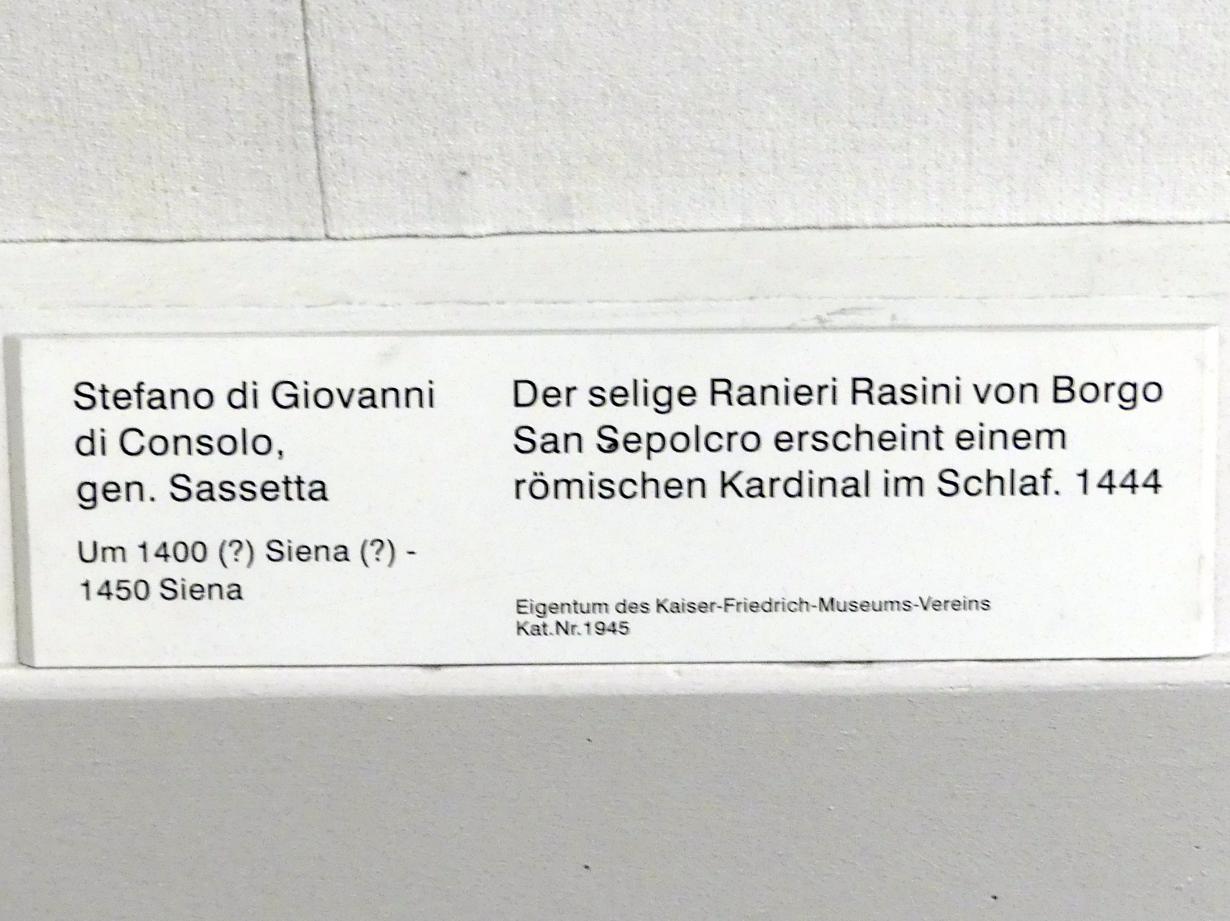 Stefano di Giovanni
di Consolo,
gen. Sassetta
Um 1400 (?) Siena (?) -
1450 Siena
Der selige Ranieri Rasini von Borgo
San Sepolcro erscheint einem
römischen Kardinal im Schlaf. 1444
Eigentum des Kaiser-Friedrich-Museums-Vereins
Kat.Nr.1945